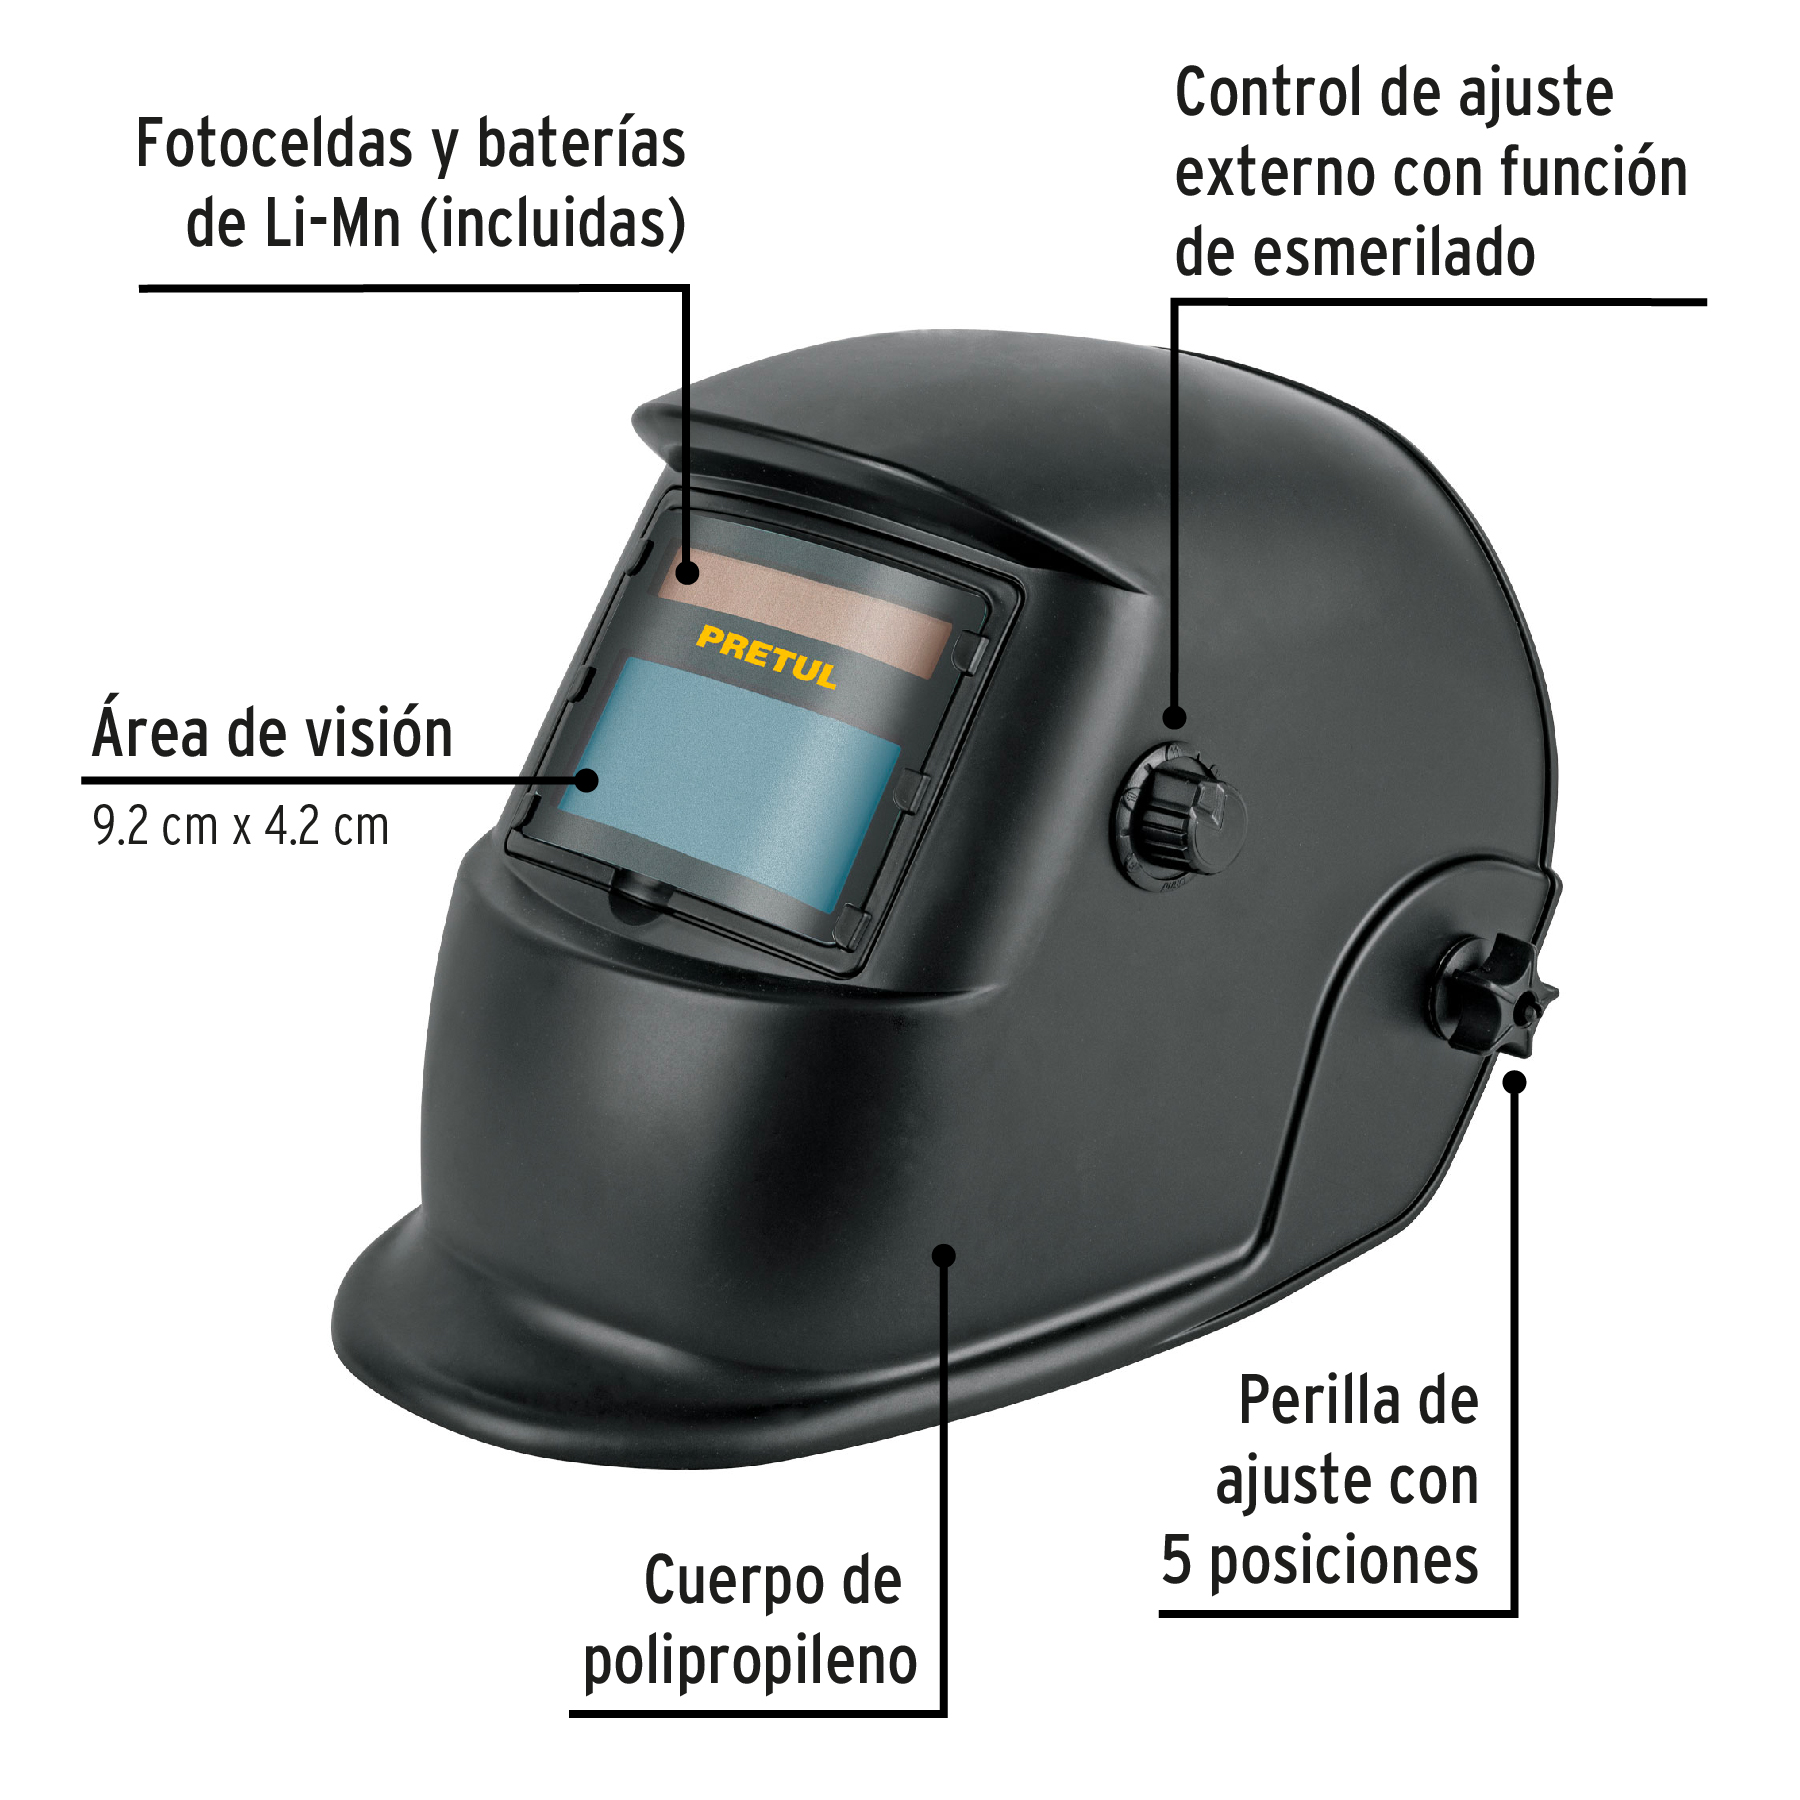 Fotoceldas y baterías
de Li-Mn (incluidas)
Control de ajuste
externo con función
de esmerilado
PRETUL
Área de visión
9.2 cm x 4.2 cm
Perilla de
ajuste con
5 posiciones
Cuerpo de
polipropileno